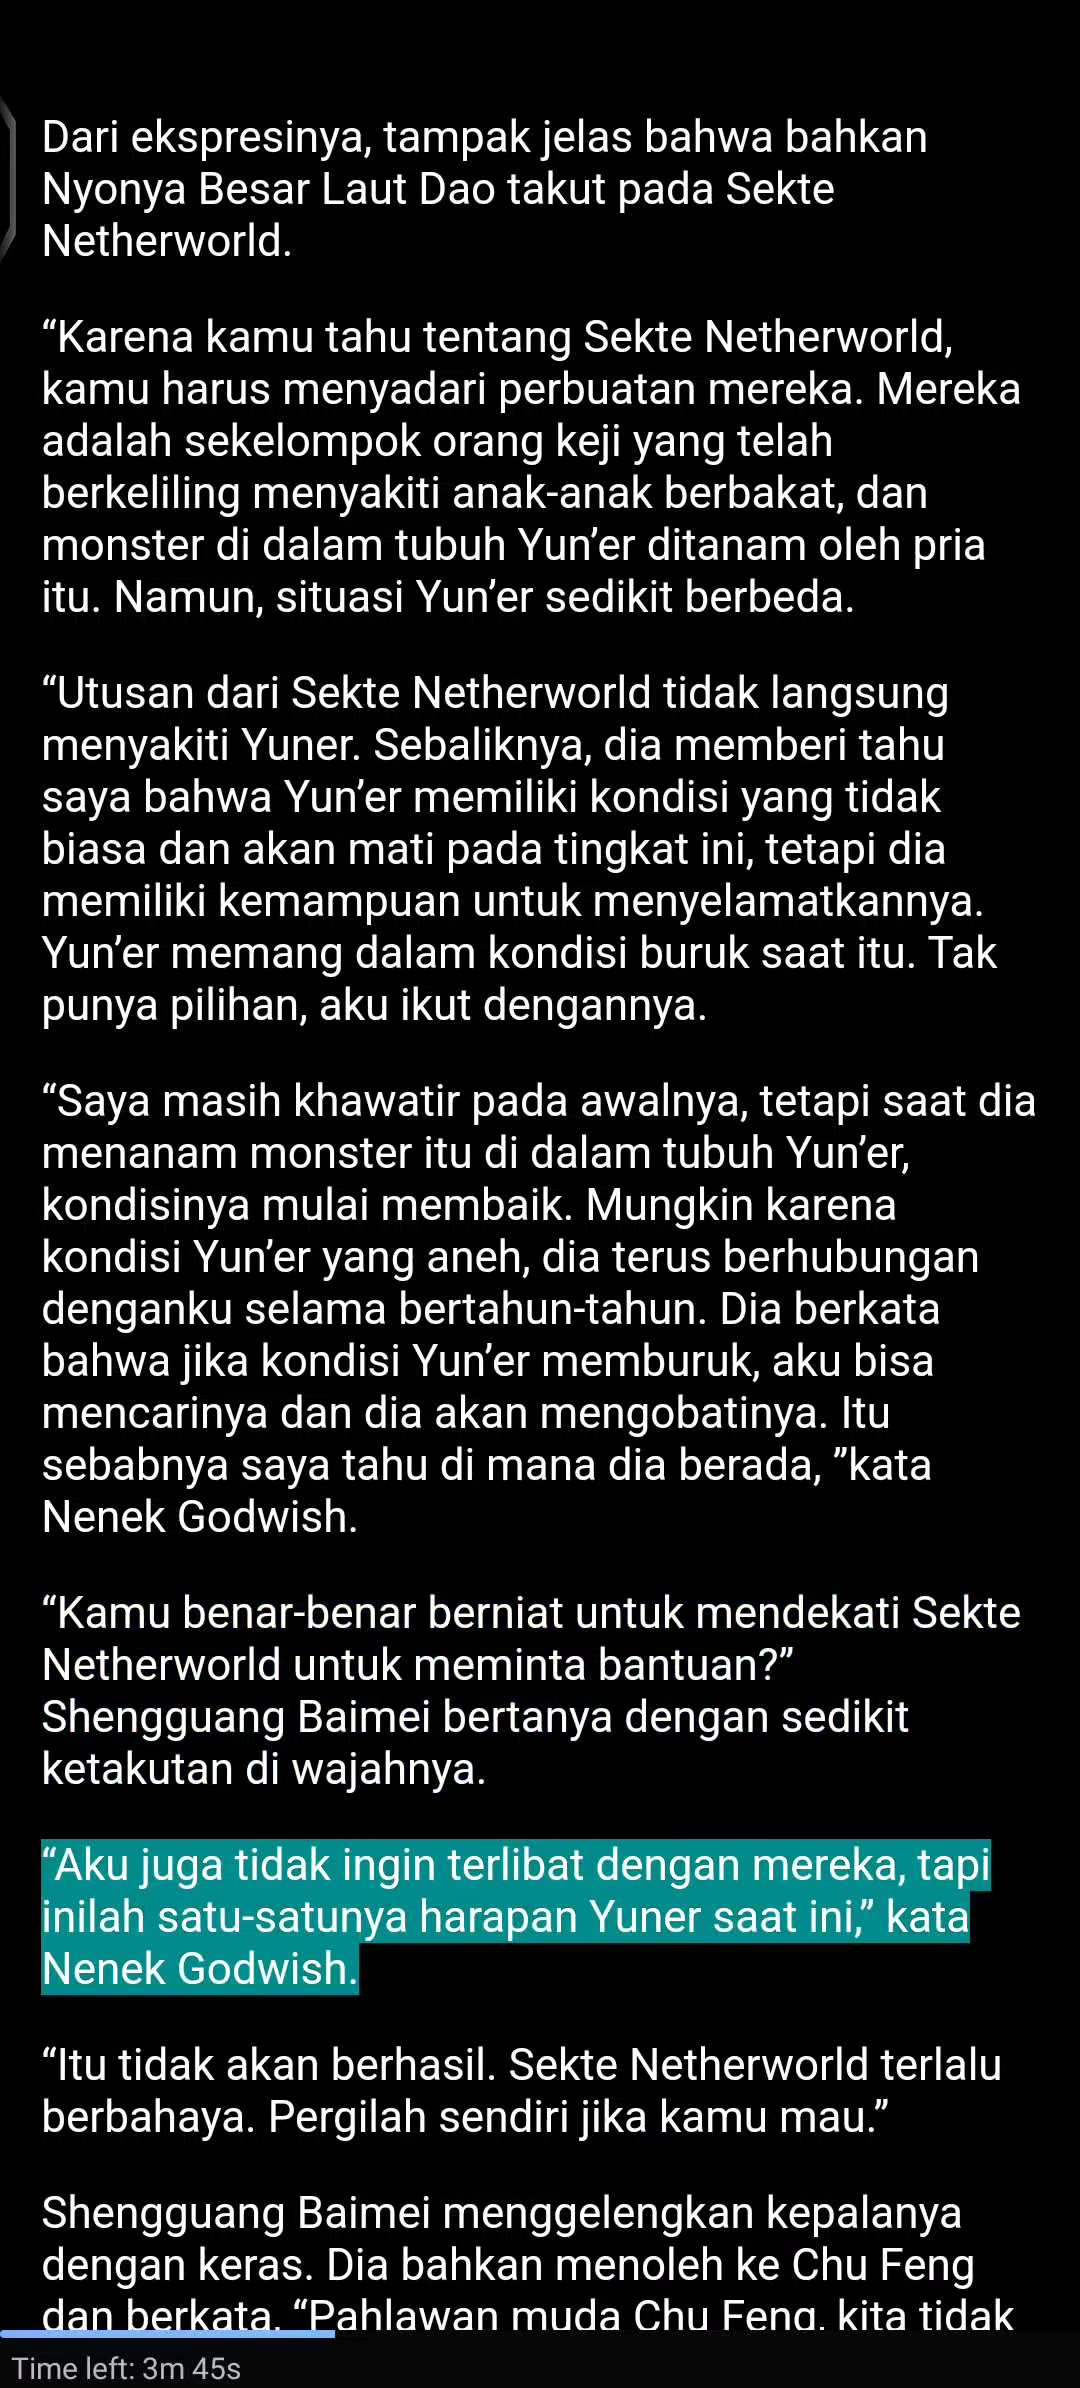 Dari ekspresinya, tampak jelas bahwa bahkan
Nyonya Besar Laut Dao takut pada Sekte
Netherworld.
“Karena kamu tahu tentang Sekte Netherworld,
kamu harus menyadari perbuatan mereka. Mereka
adalah sekelompok orang keji yang telah
berkeliling menyakiti anak-anak berbakat, dan
monster di dalam tubuh Yun’er ditanam oleh pria
itu. Namun, situasi Yun’er sedikit berbeda.
“Utusan dari Sekte Netherworld tidak langsung
menyakiti Yuner. Sebaliknya, dia memberi tahu
saya bahwa Yun’er memiliki kondisi yang tidak
biasa dan akan mati pada tingkat ini, tetapi dia
memiliki kemampuan untuk menyelamatkannya.
Yun’er memang dalam kondisi buruk saat itu. Tak
punya pilihan, aku ikut dengannya.
“Saya masih khawatir pada awalnya, tetapi saat dia
menanam monster itu di dalam tubuh Yun’er,
kondisinya mulai membaik. Mungkin karena
kondisi Yun’er yang aneh, dia terus berhubungan
denganku selama bertahun-tahun. Dia berkata
bahwa jika kondisi Yun’er memburuk, aku bisa
mencarinya dan dia akan mengobatinya. Itu
sebabnya saya tahu di mana dia berada, ”kata
Nenek Godwish.
“Kamu benar-benar berniat untuk mendekati Sekte
Netherworld untuk meminta bantuan?”
Shengguang Baimei bertanya dengan sedikit
ketakutan di wajahnya.
“Aku juga tidak ingin terlibat dengan mereka, tapi
inilah satu-satunya harapan Yuner saat ini,” kata
Nenek Godwish.
“Itu tidak akan berhasil. Sekte Netherworld terlalu
berbahaya. Pergilah sendiri jika kamu mau.”
Shengguang Baimei menggelengkan kepalanya
dengan keras. Dia bahkan menoleh ke Chu Feng
dan berkata, “Pahlawan muda Chu Feng, kita tidak
Time left: 3m 45s